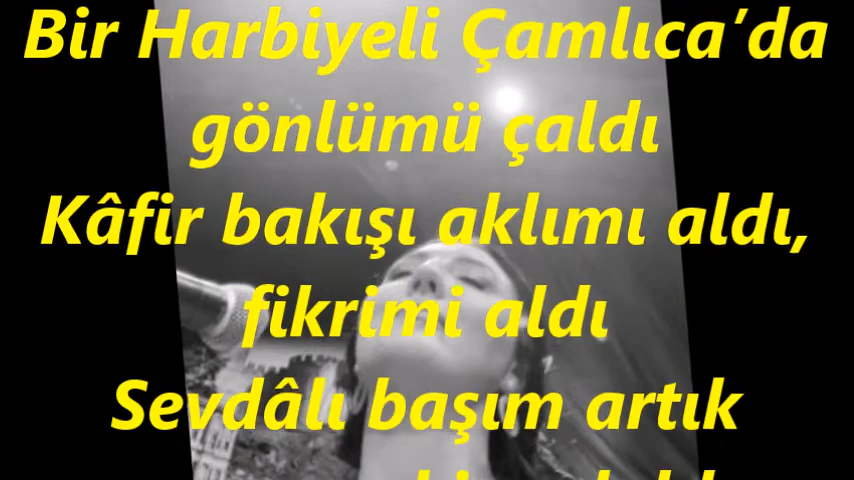 Bir Harbiyeli Çamlıca’da
gönlümü çaldı
Kâfir bakışı aklımı aldı,
fikrimi aldı
Sevdâlı başım artık